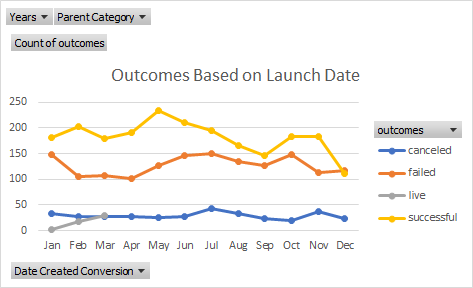 Years Parent Category
Count of outcomes
Outcomes Based on Launch Date
250
200
150
100
50
0
Jan Feb Mar Apr May Jun Jul Aug Sep Oct Nov Dec
outcomes
canceled
failed
live
successful
Date Created Conversion